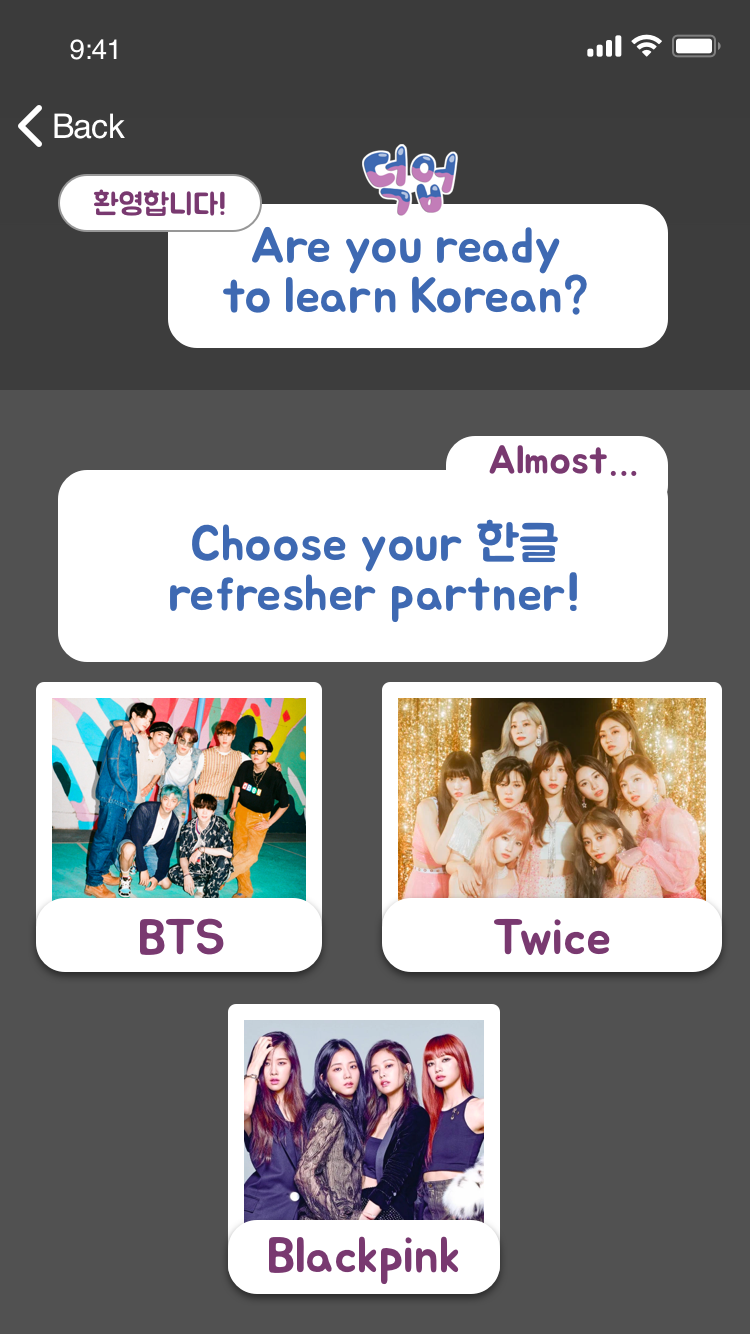 9:41
Back
덕업
환영합니다!
Are you ready
to learn Korean?
Almost...
Choose your 한글
refresher partner!
BTS
Twice
Blackpink